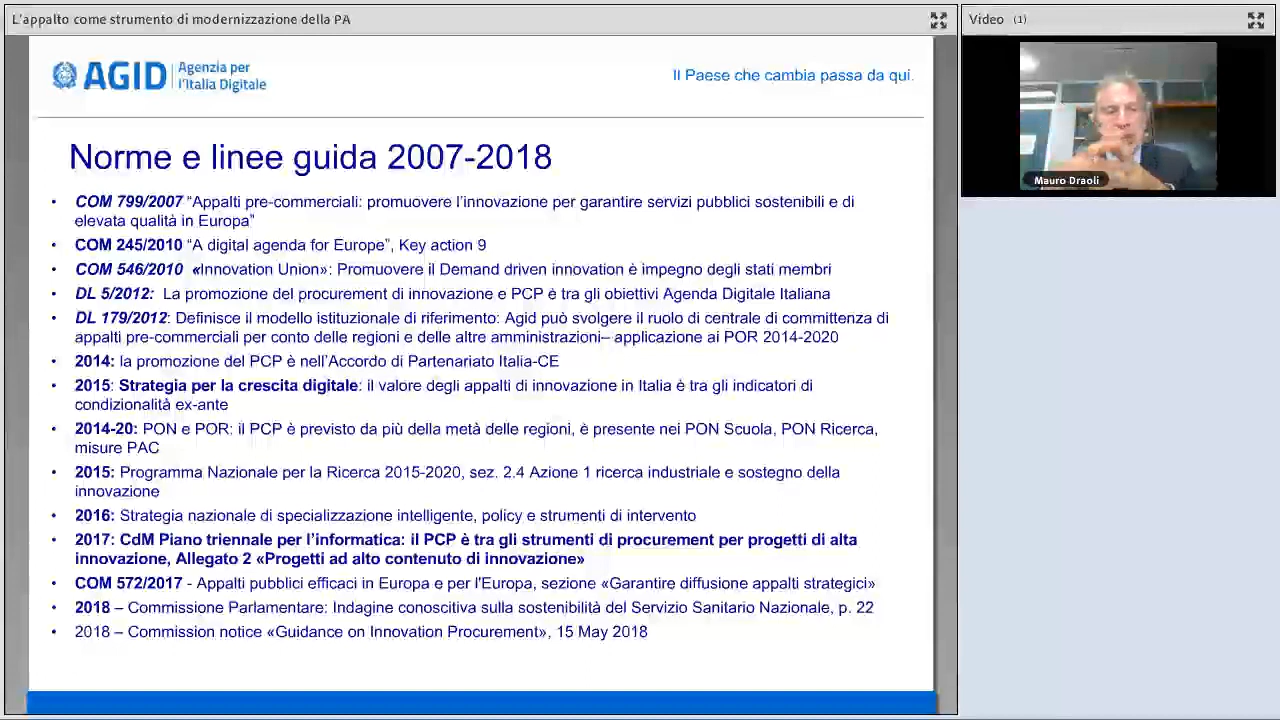 L'appalto come strumento di modernizzazione della PA
Video (1)
AGID
Agenzia per
l'Italia Digitale
Il Paese che cambia passa da qui.
Mauro Draoli
Norme e linee guida 2007-2018
• COM 799/2007 “Appalti pre-commerciali: promuovere l’innovazione per garantire servizi pubblici sostenibili e di
elevata qualità in Europa”
• COM 245/2010 “A digital agenda for Europe”, Key action 9
• COM 546/2010 «Innovation Union»: Promuovere il Demand driven innovation è impegno degli stati membri
• DL 5/2012: La promozione del procurement di innovazione e PCP è tra gli obiettivi Agenda Digitale Italiana
• DL 179/2012: Definisce il modello istituzionale di riferimento: Agid può svolgere il ruolo di centrale di committenza di
appalti pre-commerciali per conto delle regioni e delle altre amministrazioni– applicazione ai POR 2014-2020
• 2014: la promozione del PCP è nell’Accordo di Partenariato Italia-CE
• 2015: Strategia per la crescita digitale: il valore degli appalti di innovazione in Italia è tra gli indicatori di
condizionalità ex-ante
• 2014-20: PON e POR: il PCP è previsto da più della metà delle regioni, è presente nei PON Scuola, PON Ricerca,
misure PAC
• 2015: Programma Nazionale per la Ricerca 2015-2020, sez. 2.4 Azione 1 ricerca industriale e sostegno della
innovazione
• 2016: Strategia nazionale di specializzazione intelligente, policy e strumenti di intervento
• 2017: CdM Piano triennale per l’informatica: il PCP è tra gli strumenti di procurement per progetti di alta
innovazione, Allegato 2 «Progetti ad alto contenuto di innovazione»
• COM 572/2017 - Appalti pubblici efficaci in Europa e per l'Europa, sezione «Garantire diffusione appalti strategici»
• 2018 – Commissione Parlamentare: Indagine conoscitiva sulla sostenibilità del Servizio Sanitario Nazionale, p. 22
• 2018 – Commission notice «Guidance on Innovation Procurement», 15 May 2018